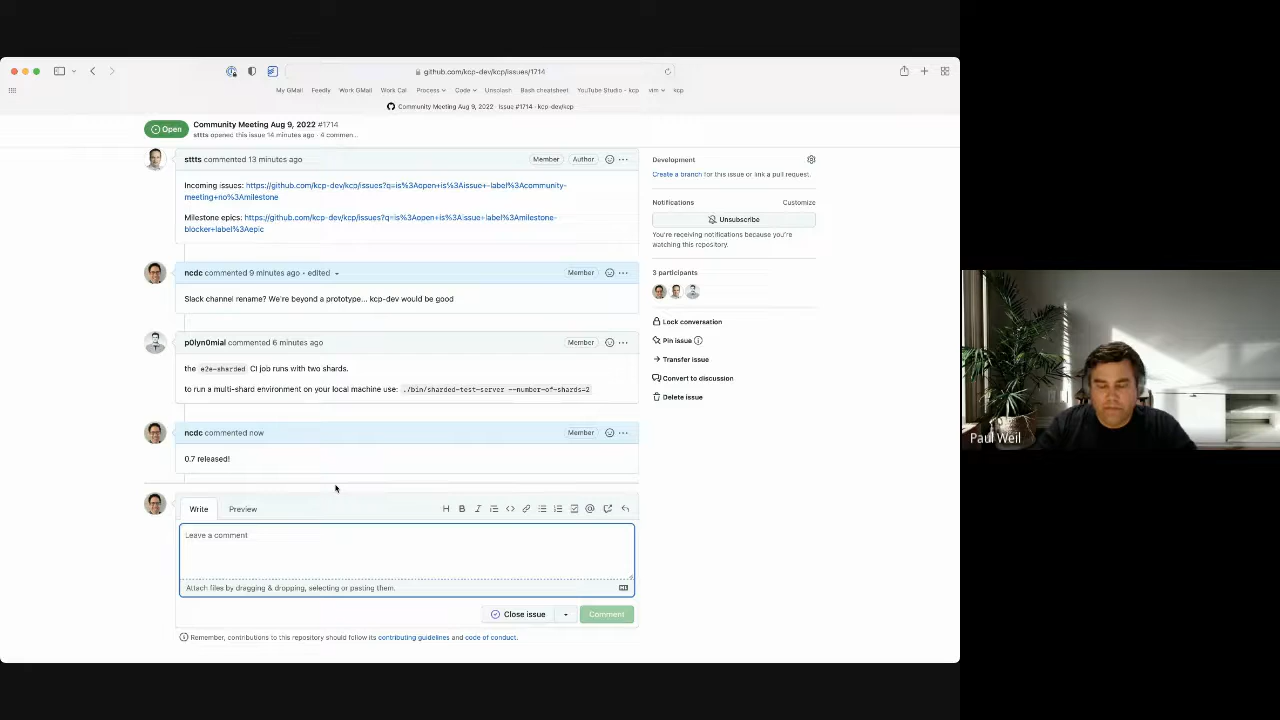 github.com/kcp-dev/kcp/issues/1714
My GMail Feedly Work GMail Work Cal Process Code Unsplash Bash cheatsheet YouTube Studio - kcp vim kcp
Community Meeting Aug 9, 2022 · Issue #1714 · kcp-dev/kcp
Open
Community Meeting Aug 9, 2022 #1714
sttts opened this issue 14 minutes ago · 4 commen...
sttts commented 13 minutes ago
Member Author
Incoming issues: https://github.com/kcp-dev/kcp/issues?q=is%3Aopen+is%3Aissue+-label%3Acommunity-
meeting+no%3Amilestone
Milestone epics: https://github.com/kcp-dev/kcp/issues?q=is%3Aopen+is%3Aissue+label%3Amilestone-
blocker+label%3Aepic
ncdc commented 9 minutes ago · edited
Member
Slack channel rename? We're beyond a prototype... kcp-dev would be good
p0lyn0mial commented 6 minutes ago
Member
the e2e-sharded CI job runs with two shards.
to run a multi-shard environment on your local machine use: ./bin/sharded-test-server --number-of-shards=2
ncdc commented now
Member
0.7 released!
Write Preview
Leave a comment
Attach files by dragging & dropping, selecting or pasting them.
Close issue
Comment
Remember, contributions to this repository should follow its contributing guidelines and code of conduct.
Development
Create a branch for this issue or link a pull request.
Notifications
Customize
Unsubscribe
You're receiving notifications because you're
watching this repository.
3 participants
Lock conversation
Pin issue
Transfer issue
Convert to discussion
Delete issue
Paul Weil